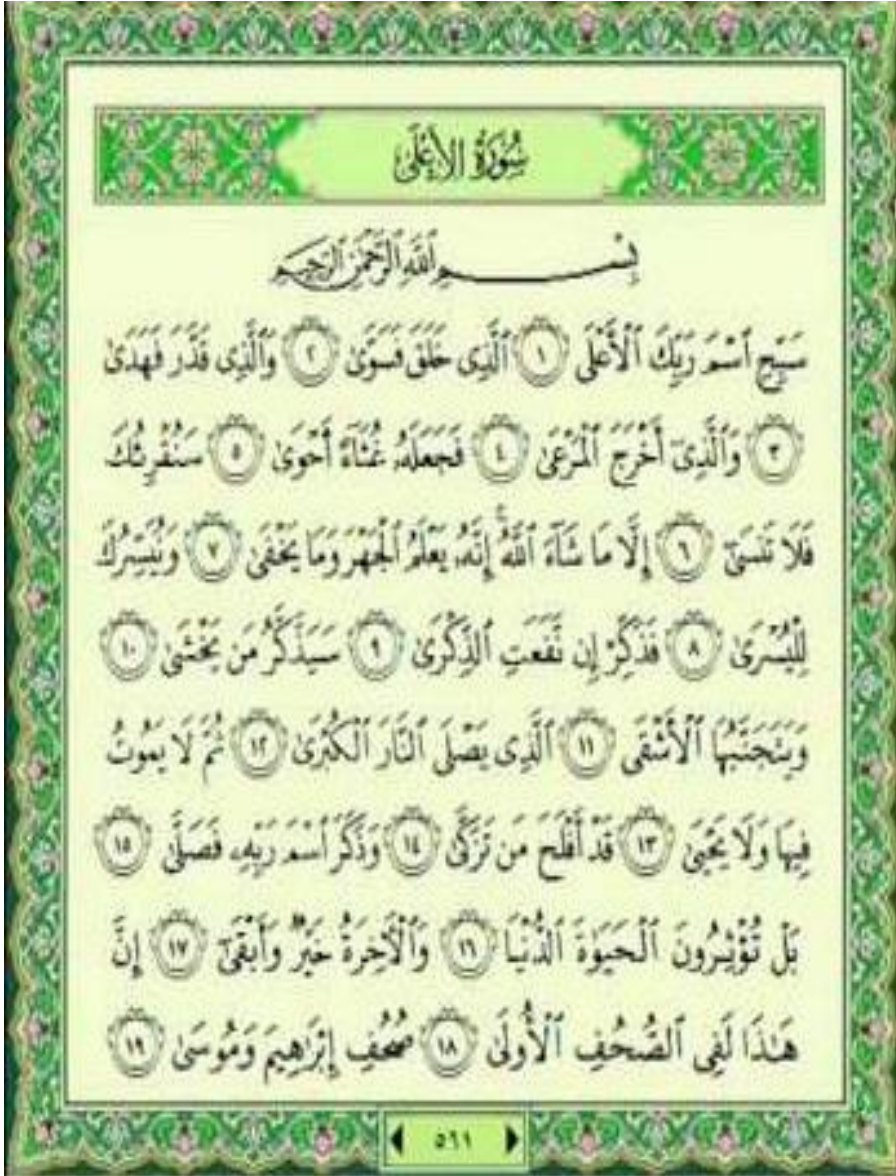 سُورَةُ الأَعْلَىٰ
بِسْمِ ٱللَّهِ ٱلرَّحْمَٰنِ ٱلرَّحِيمِ
سَبِّحِ ٱسْمَ رَبِّكَ ٱلْأَعْلَى ١ ٱلَّذِى خَلَقَ فَسَوَّىٰ ٢ وَٱلَّذِى قَدَّرَ فَهَدَىٰ
٣ وَٱلَّذِىٓ أَخْرَجَ ٱلْمَرْعَىٰ ٤ فَجَعَلَهُۥ غُثَآءً أَحْوَىٰ ٥ سَنُقْرِئُكَ
فَلَا تَنسَىٰٓ ٦ إِلَّا مَا شَآءَ ٱللَّهُ ۚ إِنَّهُۥ يَعْلَمُ ٱلْجَهْرَ وَمَا يَخْفَىٰ ٧ وَنُيَسِّرُكَ
لِلْيُسْرَىٰ ٨ فَذَكِّرْ إِن نَّفَعَتِ ٱلذِّكْرَىٰ ٩ سَيَذَّكَّرُ مَن يَخْشَىٰ ١٠
وَيَتَجَنَّبُهَا ٱلْأَشْقَى ١١ ٱلَّذِى يَصْلَى ٱلنَّارَ ٱلْكُبْرَىٰ ١٢ ثُمَّ لَا يَمُوتُ
فِيهَا وَلَا يَحْيَىٰ ١٣ قَدْ أَفْلَحَ مَن تَزَكَّىٰ ١٤ وَذَكَرَ ٱسْمَ رَبِّهِۦ فَصَلَّىٰ ١٥
بَلْ تُؤْثِرُونَ ٱلْحَيَوٰةَ ٱلدُّنْيَا ١٦ وَٱلْـَٔاخِرَةُ خَيْرٌ وَأَبْقَىٰٓ ١٧ إِنَّ
هَـٰذَا لَفِى ٱلصُّحُفِ ٱلْأُولَىٰ ١٨ صُحُفِ إِبْرَٰهِيمَ وَمُوسَىٰ ١٩
٥٦١